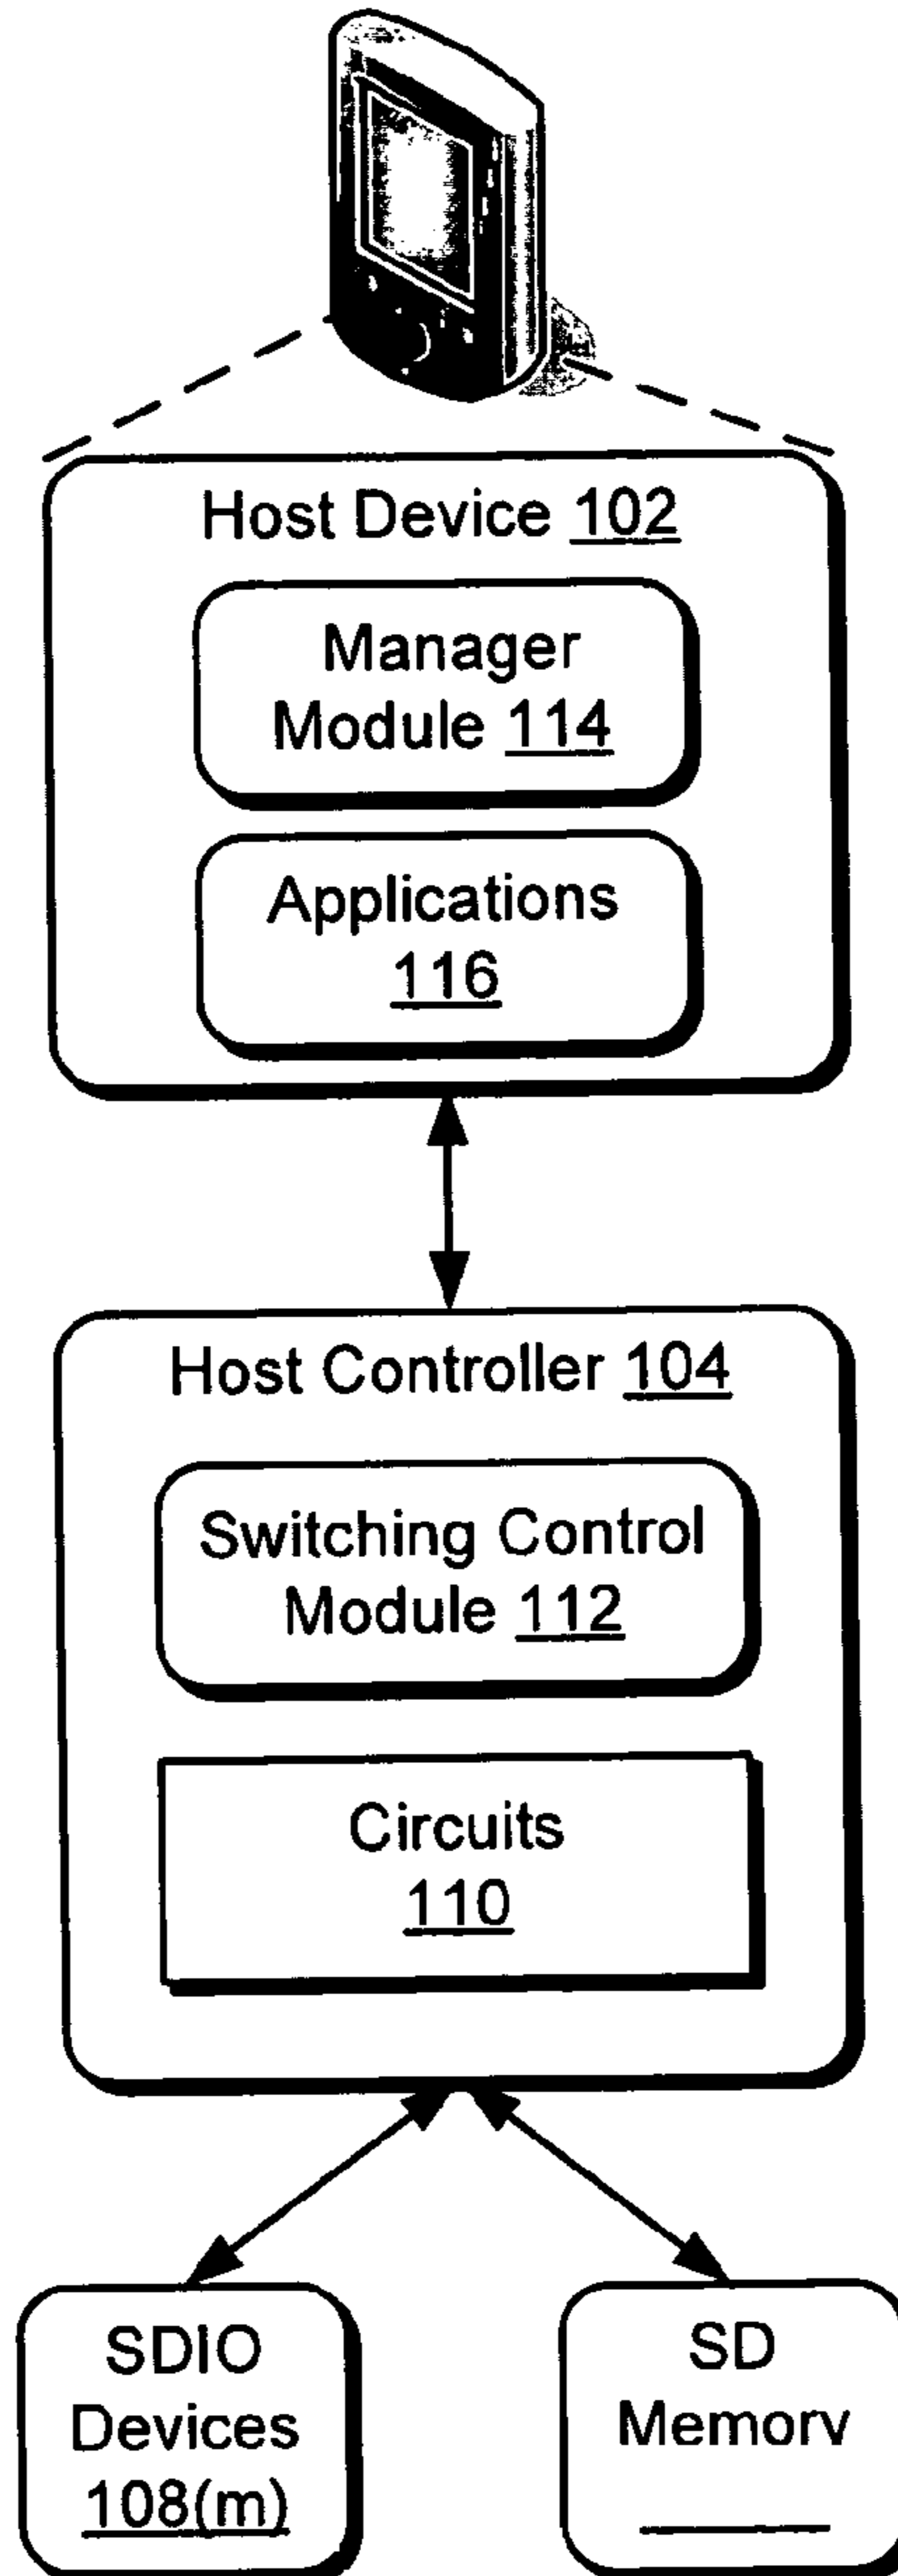 Host Device 102
Manager
Module 114
Applications
116
Host Controller 104
Switching Control
Module 112
Circuits
110
SDIO
Devices
108(m)
SD
Memory